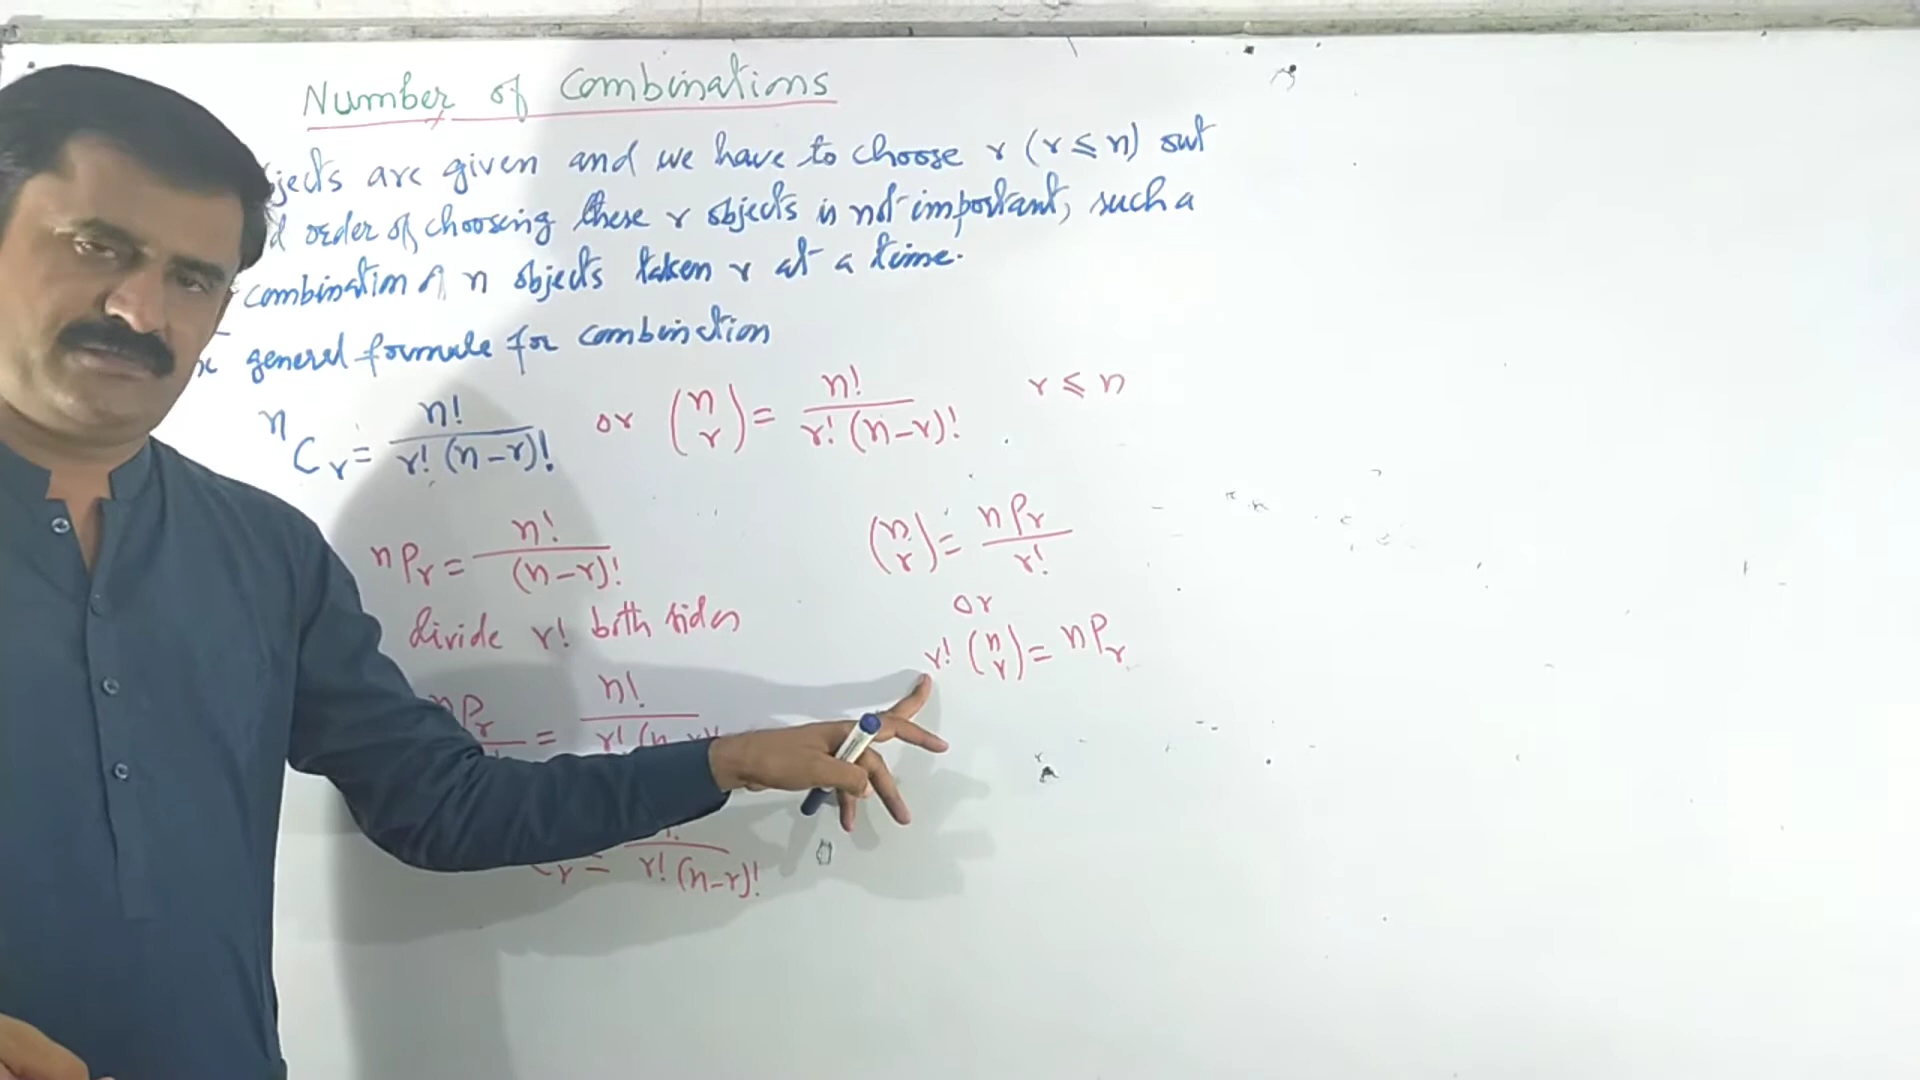 Number of Combinations
jects are given and we have to choose r (r ≤ n) out
order of choosing these r objects is not important, such a
combination of n objects taken r at a time.
general formula for combination
ⁿCᵣ = n! / r! (n-r)! or (n r) = n! / r! (n-r)! r ≤ n
ⁿPᵣ = n! / (n-r)!
divide r! both sides
ⁿPᵣ = n! / r! (n-r)
r = r! (n-r)!
(n r) = ⁿPᵣ / r!
or
r! (n r) = ⁿPᵣ